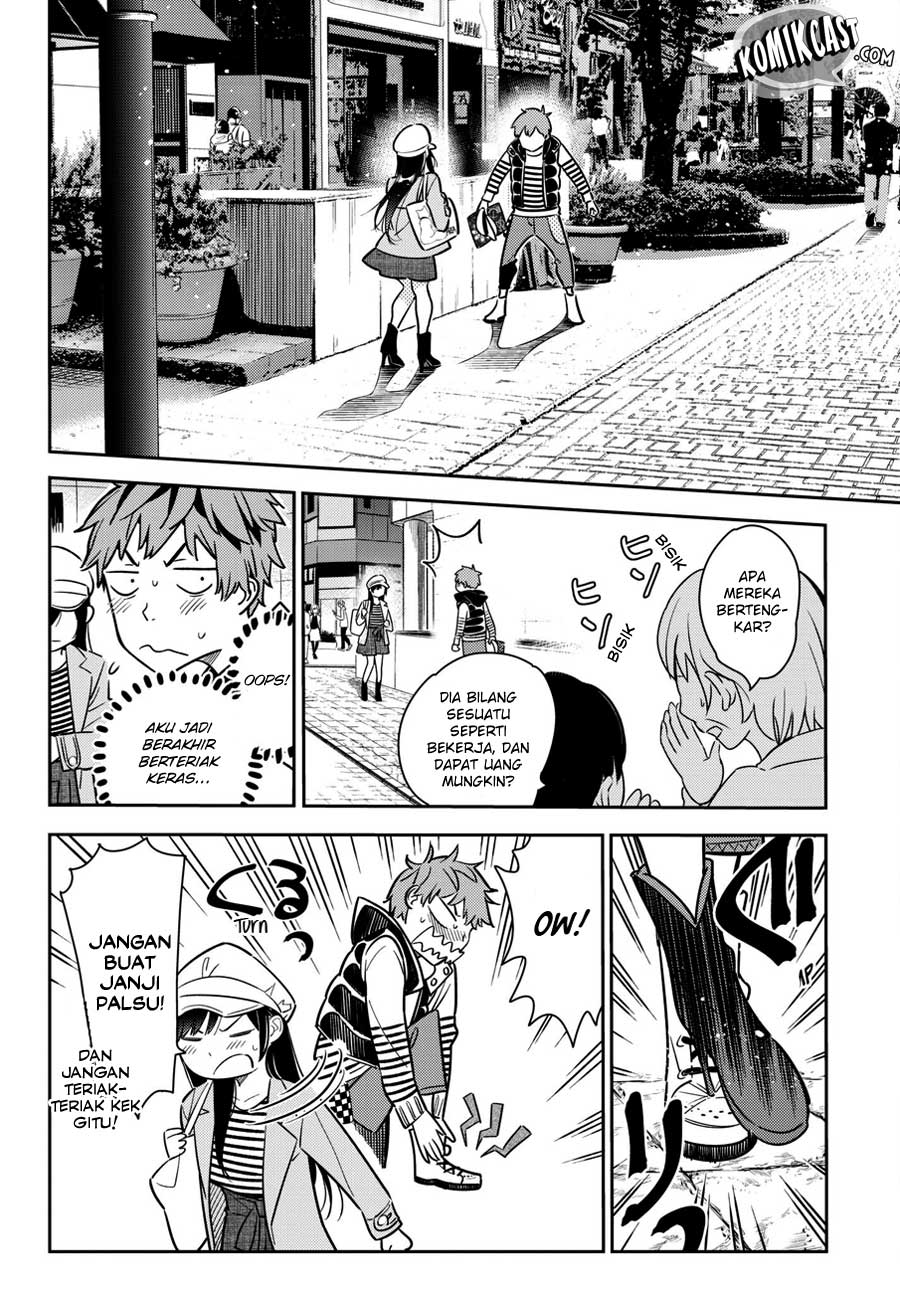 KOMIKCAST
.COM
OOPS!
AKU JADI
BERAKHIR
BERTERIAK
KERAS...
APA
MEREKA
BERTENG-
KAR?
ヒソ
BISIK
ヒソ
BISIK
DIA BILANG
SESUATU
SEPERTI
BEKERJA, DAN
DAPAT UANG
MUNGKIN?
JANGAN
BUAT
JANJI
PALSU!
DAN
JANGAN
TERIAK-
TERIAK KEK
GITU!
くる
Turn
OW!